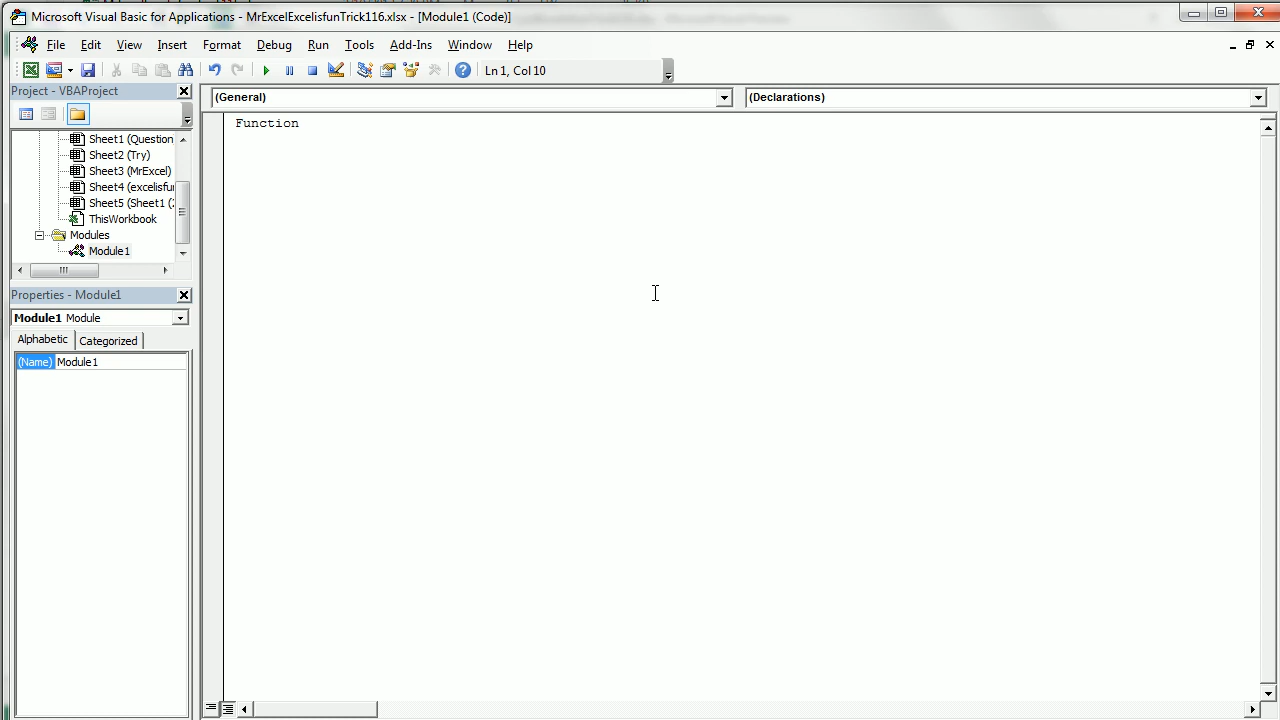 Microsoft Visual Basic for Applications - MrExcelExcelisfunTrick116.xlsx - [Module1 (Code)]
File Edit View Insert Format Debug Run Tools Add-Ins Window Help
Ln 1, Col 10
Project - VBAProject
(General) (Declarations)
Function
Sheet1 (Question
Sheet2 (Try)
Sheet3 (MrExcel)
Sheet4 (excelisfu
Sheet5 (Sheet1 (
ThisWorkbook
Modules
Module1
Properties - Module1
Module1 Module
Alphabetic Categorized
(Name) Module1